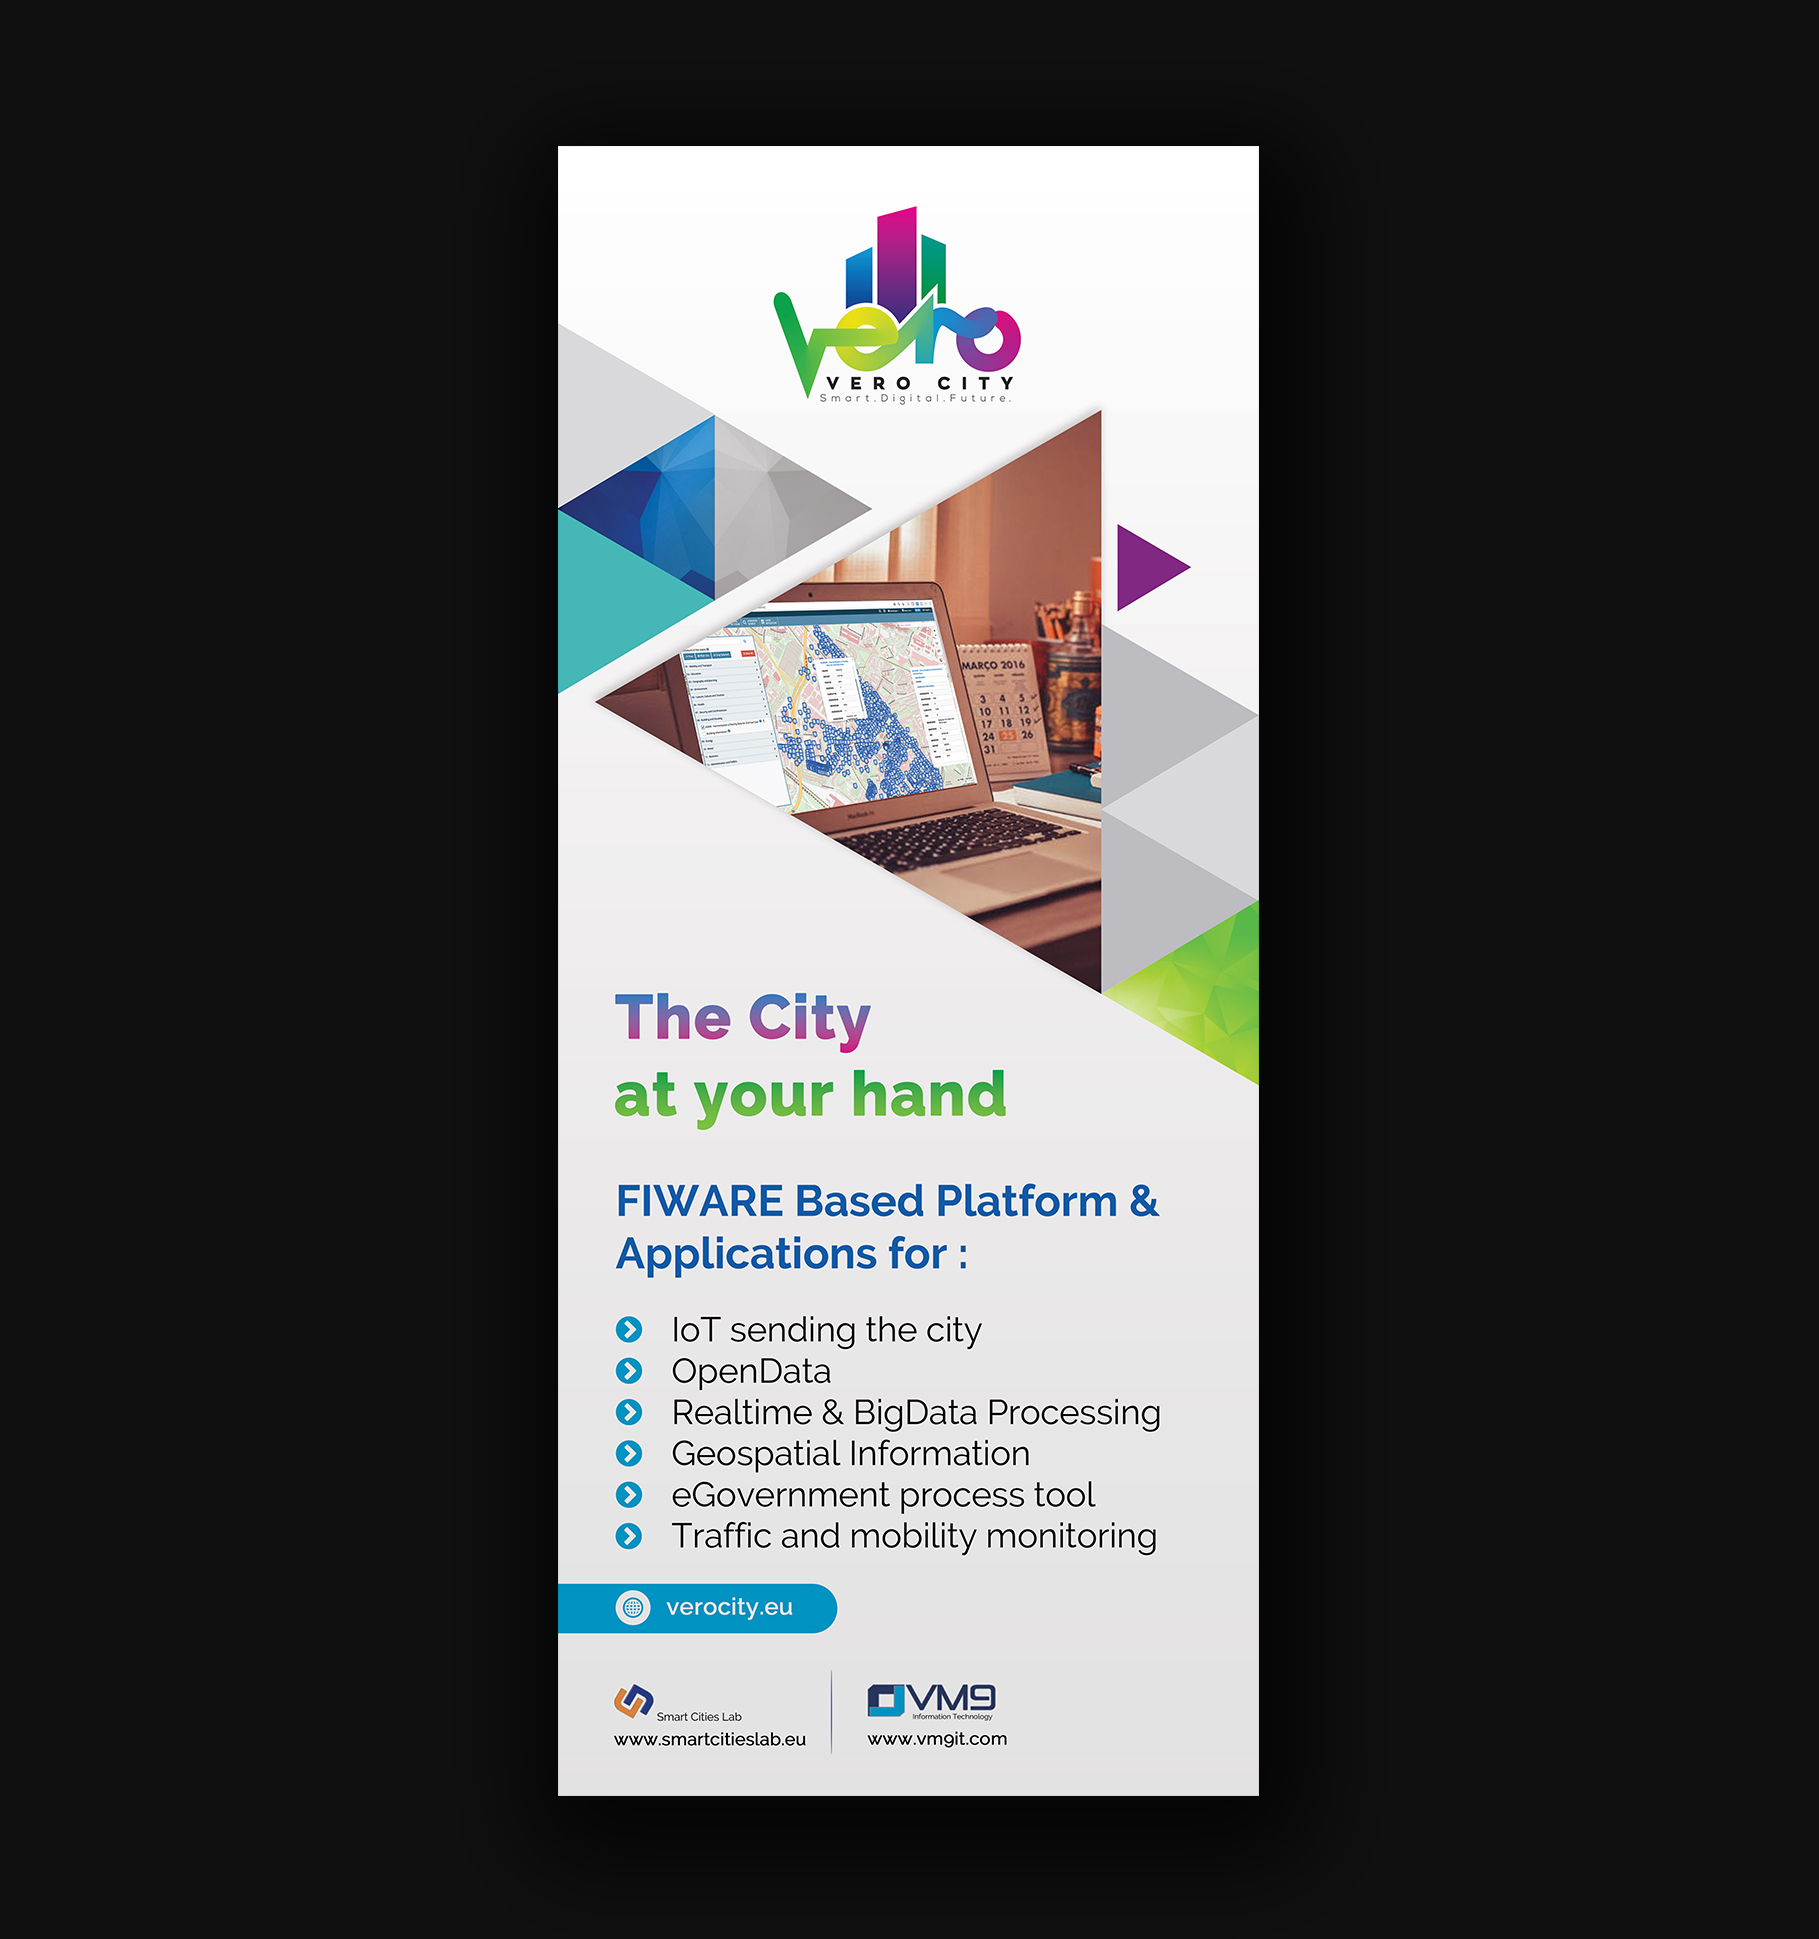 vero
VERO CITY
Smart.Digital.Future.
MARÇO 2016
3 4 5
10 11 12
17 18 19
24 25 26
31
MacBook Air
The City
at your hand
FIWARE Based Platform &
Applications for :
IoT sending the city
OpenData
Realtime & BigData Processing
Geospatial Information
eGovernment process tool
Traffic and mobility monitoring
verocity.eu
Smart Cities Lab
www.smartcitieslab.eu
VM9
Information Technology
www.vm9it.com